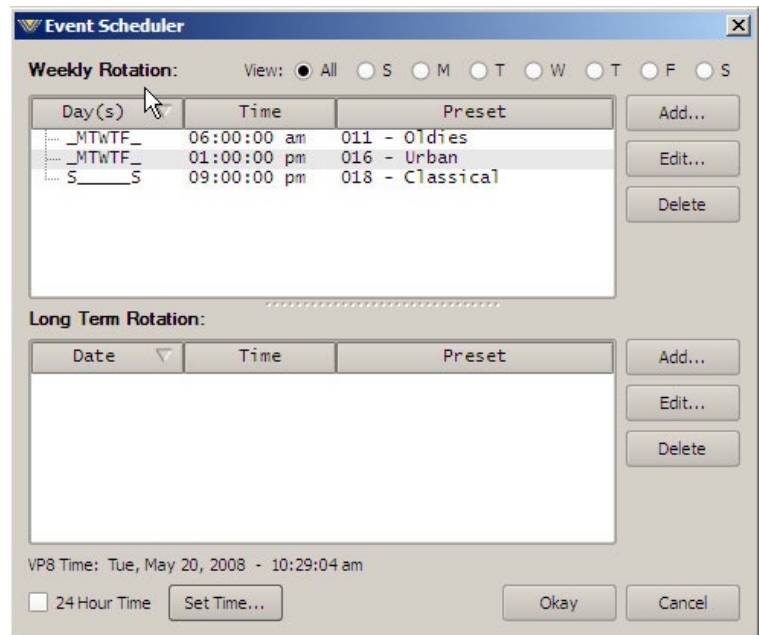 Event Scheduler
Weekly Rotation: View: All S M T W T F S
Day(s) Time Preset
_MTWTF_ 06:00:00 am 011 - Oldies
_MTWTF_ 01:00:00 pm 016 - Urban
S_____S 09:00:00 pm 018 - Classical
Add...
Edit...
Delete
Long Term Rotation:
Date Time Preset
Add...
Edit...
Delete
VP8 Time: Tue, May 20, 2008 - 10:29:04 am
24 Hour Time Set Time... Okay Cancel